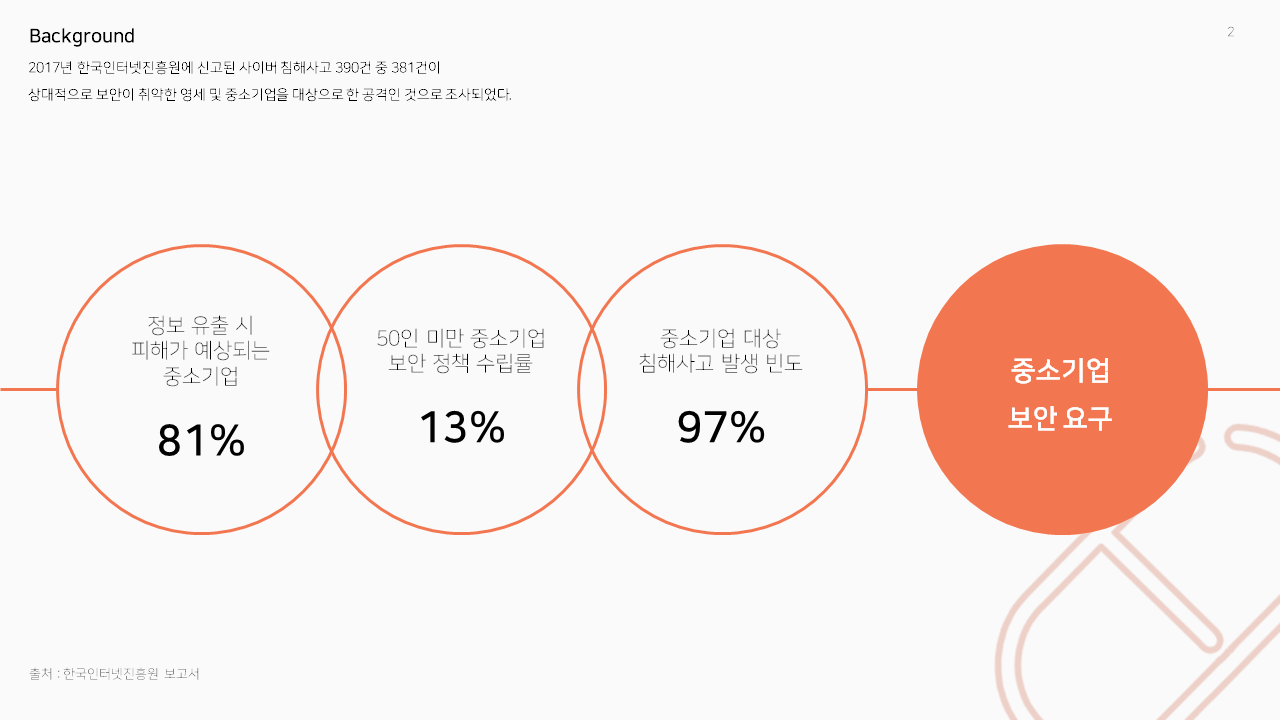 Background
2
2017년 한국인터넷진흥원에 신고된 사이버 침해사고 390건 중 381건이
상대적으로 보안이 취약한 영세 및 중소기업을 대상으로 한 공격인 것으로 조사되었다.
정보 유출 시
피해가 예상되는
중소기업
81%
50인 미만 중소기업
보안 정책 수립률
13%
중소기업 대상
침해사고 발생 빈도
97%
중소기업
보안 요구
출처 : 한국인터넷진흥원 보고서